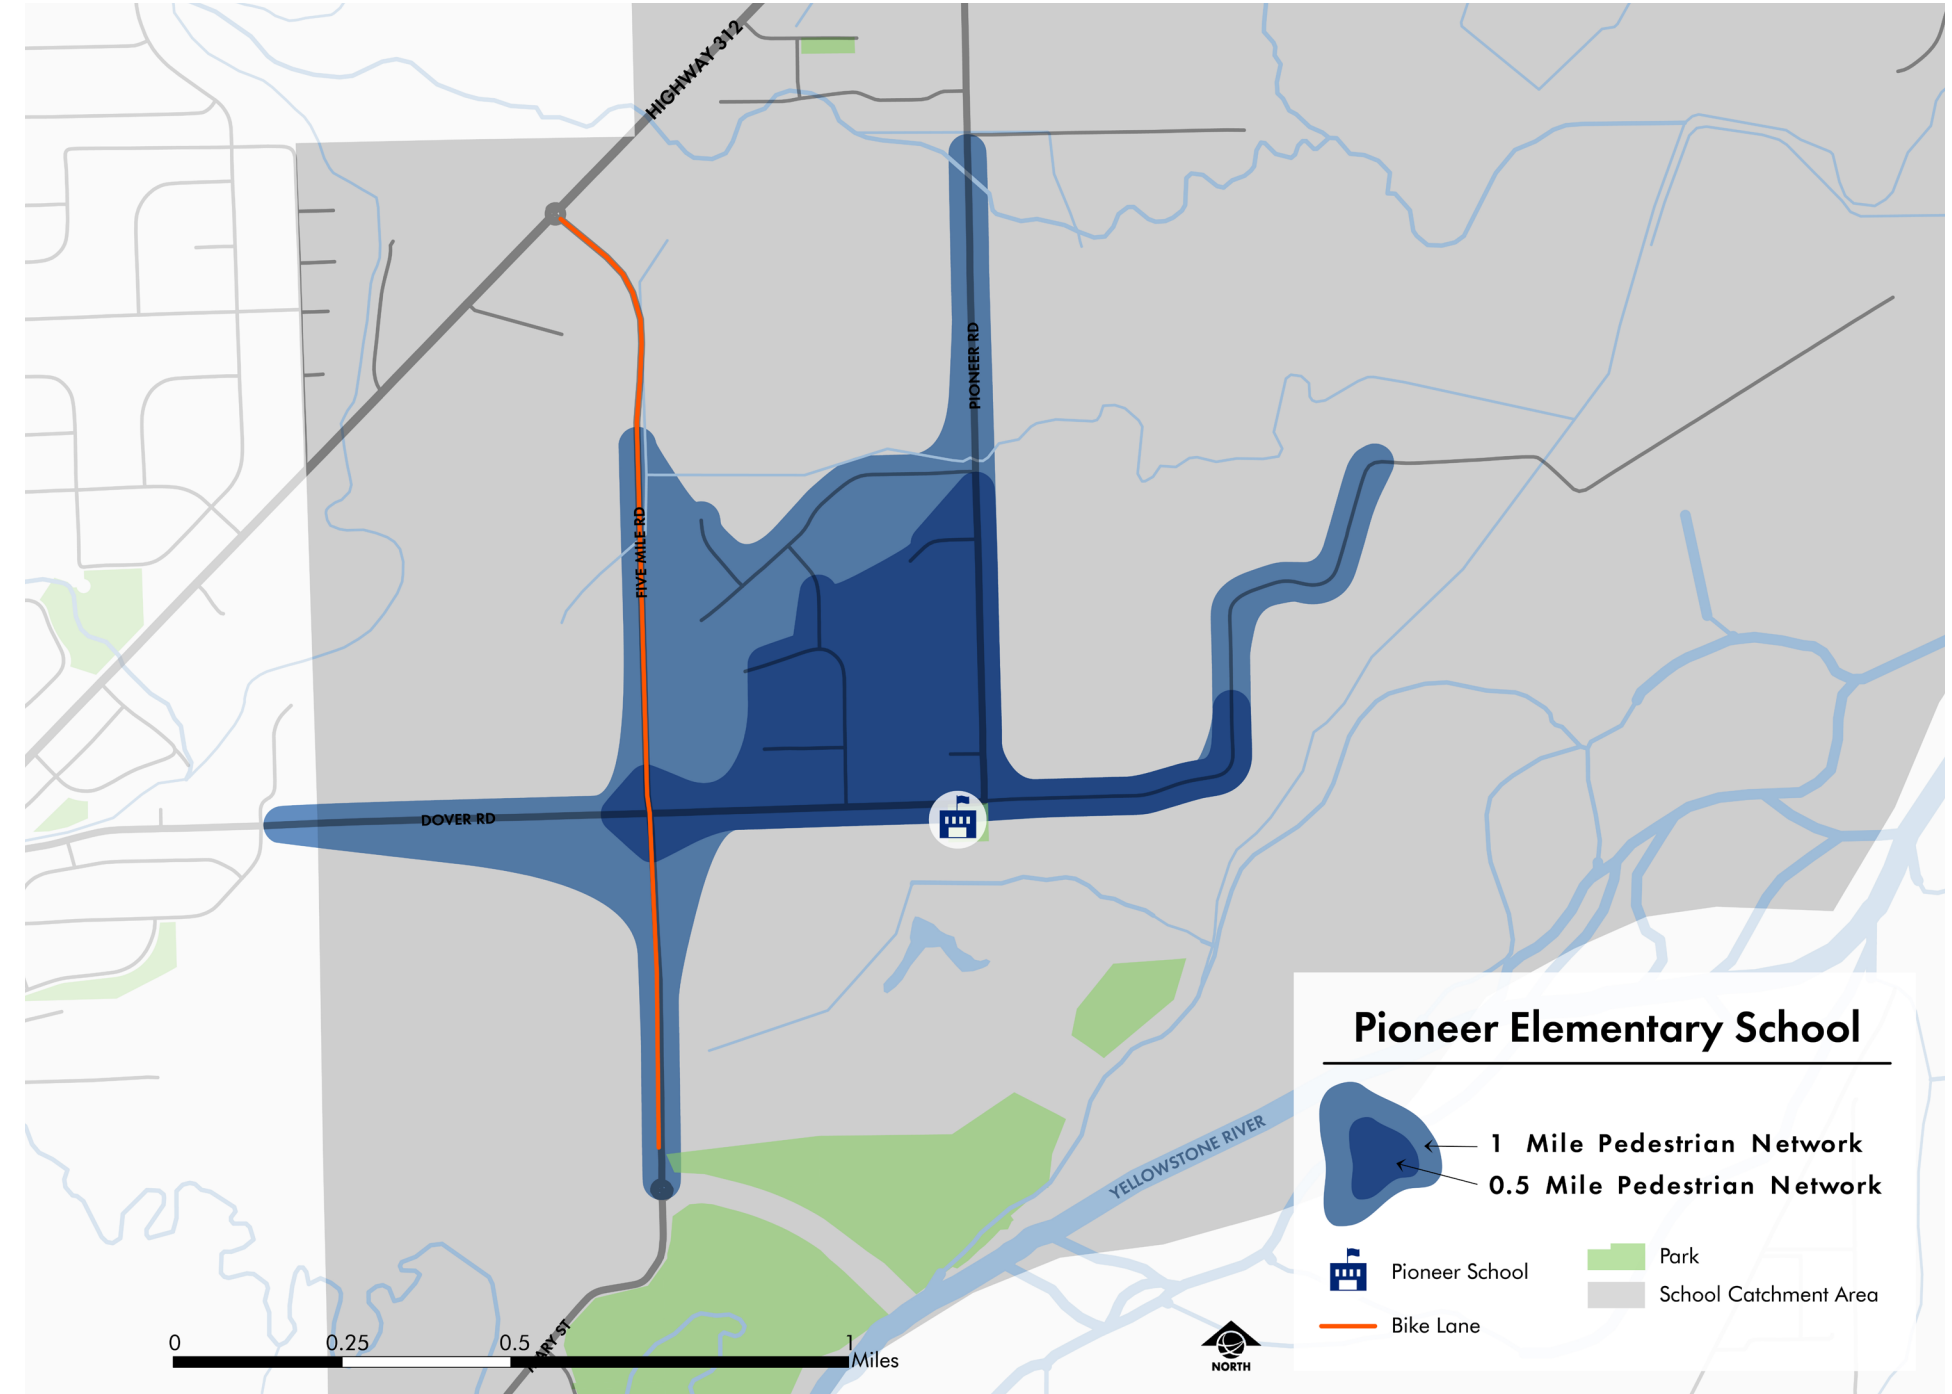 HIGHWAY 312
PIONEER RD
FIVE MILE RD
DOVER RD
YELLOWSTONE RIVER
MARY ST
Pioneer Elementary School
1 Mile Pedestrian Network
0.5 Mile Pedestrian Network
Pioneer School
Bike Lane
Park
School Catchment Area
0 0.25 0.5 1
Miles
NORTH